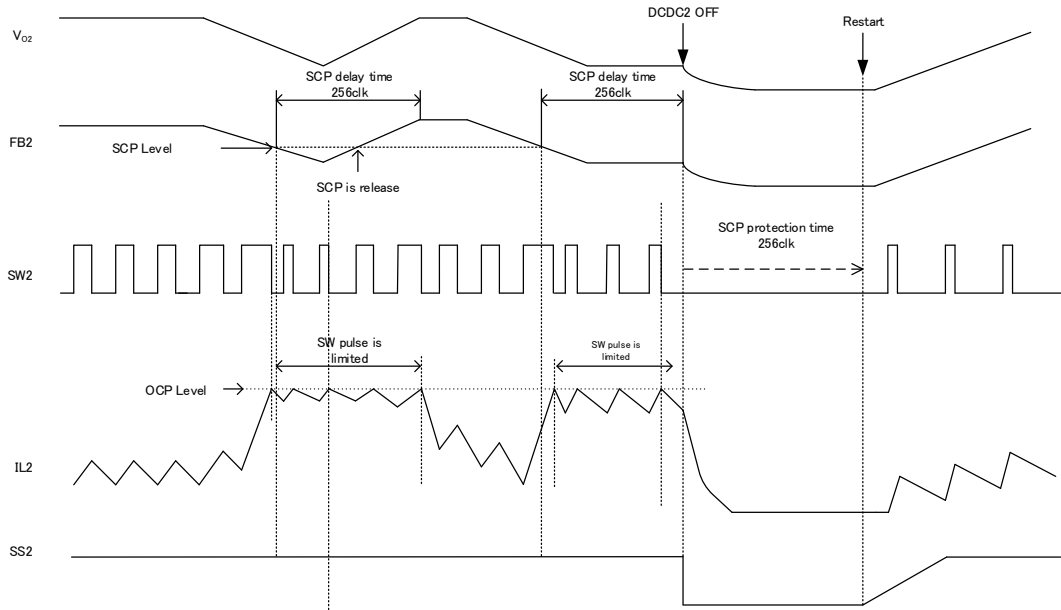 DCDC2 OFF
Restart
VO2
SCP delay time
256clk
SCP delay time
256clk
FB2
SCP Level
SCP is release
SCP protection time
256clk
SW2
SW pulse is
limited
SW pulse is
limited
OCP Level
IL2
SS2